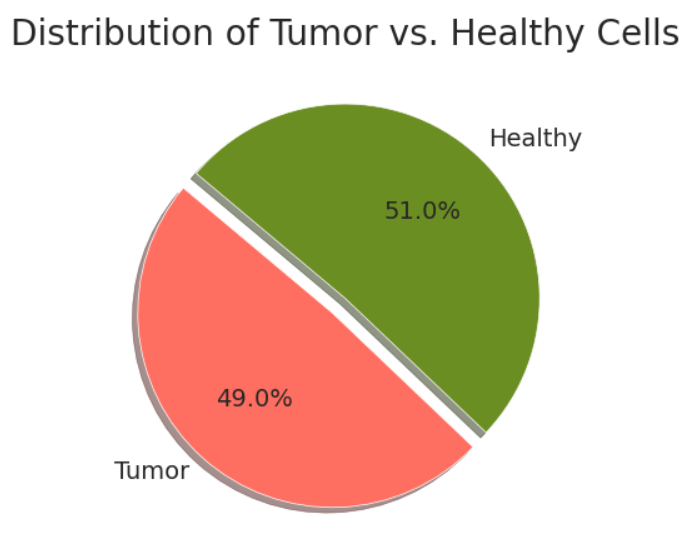 Distribution of Tumor vs. Healthy Cells
Healthy
51.0%
49.0%
Tumor